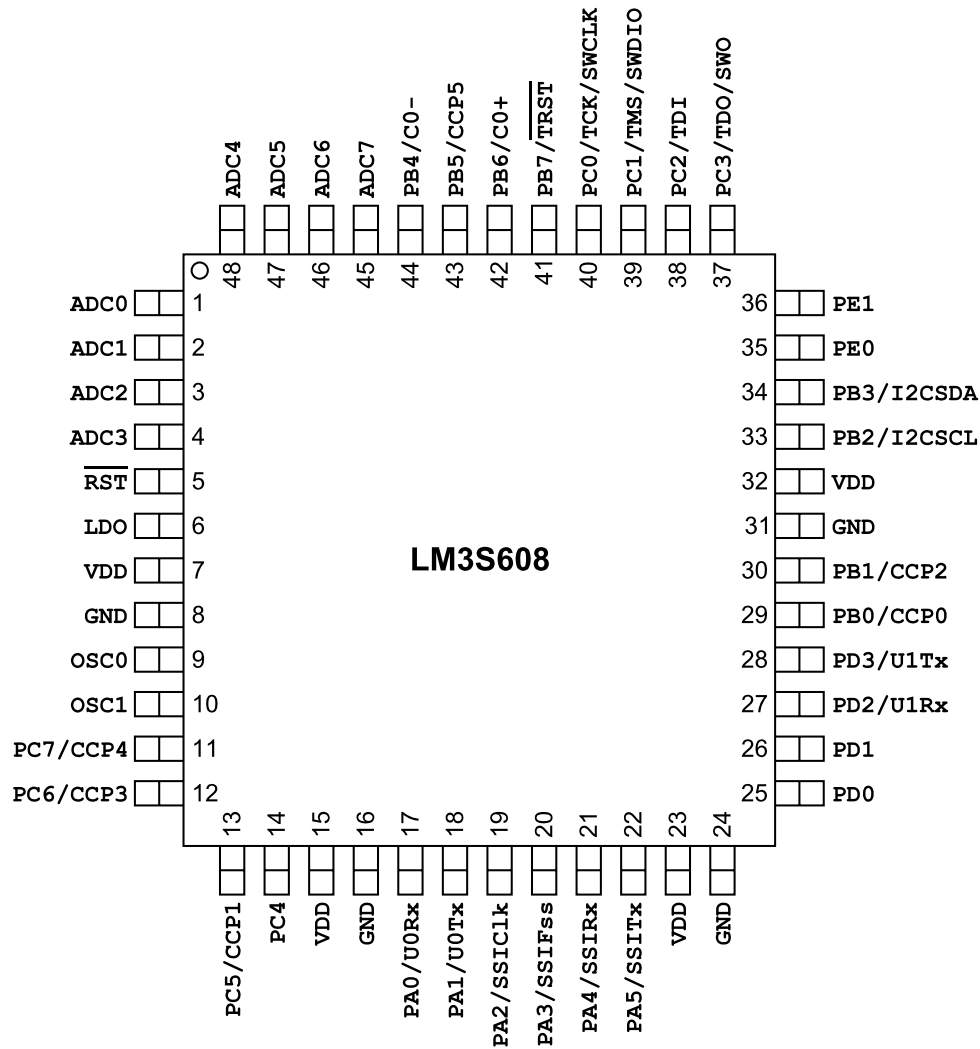 ADC4
ADC5
ADC6
ADC7
PB4/C0-
PB5/CCP5
PB6/C0+
PB7/TRST
PC0/TCK/SWCLK
PC1/TMS/SWDIO
PC2/TDI
PC3/TDO/SWO
48
47
46
45
44
43
42
41
40
39
38
37
ADC0 1
ADC1 2
ADC2 3
ADC3 4
RST 5
LDO 6
VDD 7
GND 8
OSC0 9
OSC1 10
PC7/CCP4 11
PC6/CCP3 12
LM3S608
36 PE1
35 PE0
34 PB3/I2CSDA
33 PB2/I2CSCL
32 VDD
31 GND
30 PB1/CCP2
29 PB0/CCP0
28 PD3/U1Tx
27 PD2/U1Rx
26 PD1
25 PD0
13
14
15
16
17
18
19
20
21
22
23
24
PC5/CCP1
PC4
VDD
GND
PA0/U0Rx
PA1/U0Tx
PA2/SSIClk
PA3/SSIFss
PA4/SSIRx
PA5/SSITx
VDD
GND